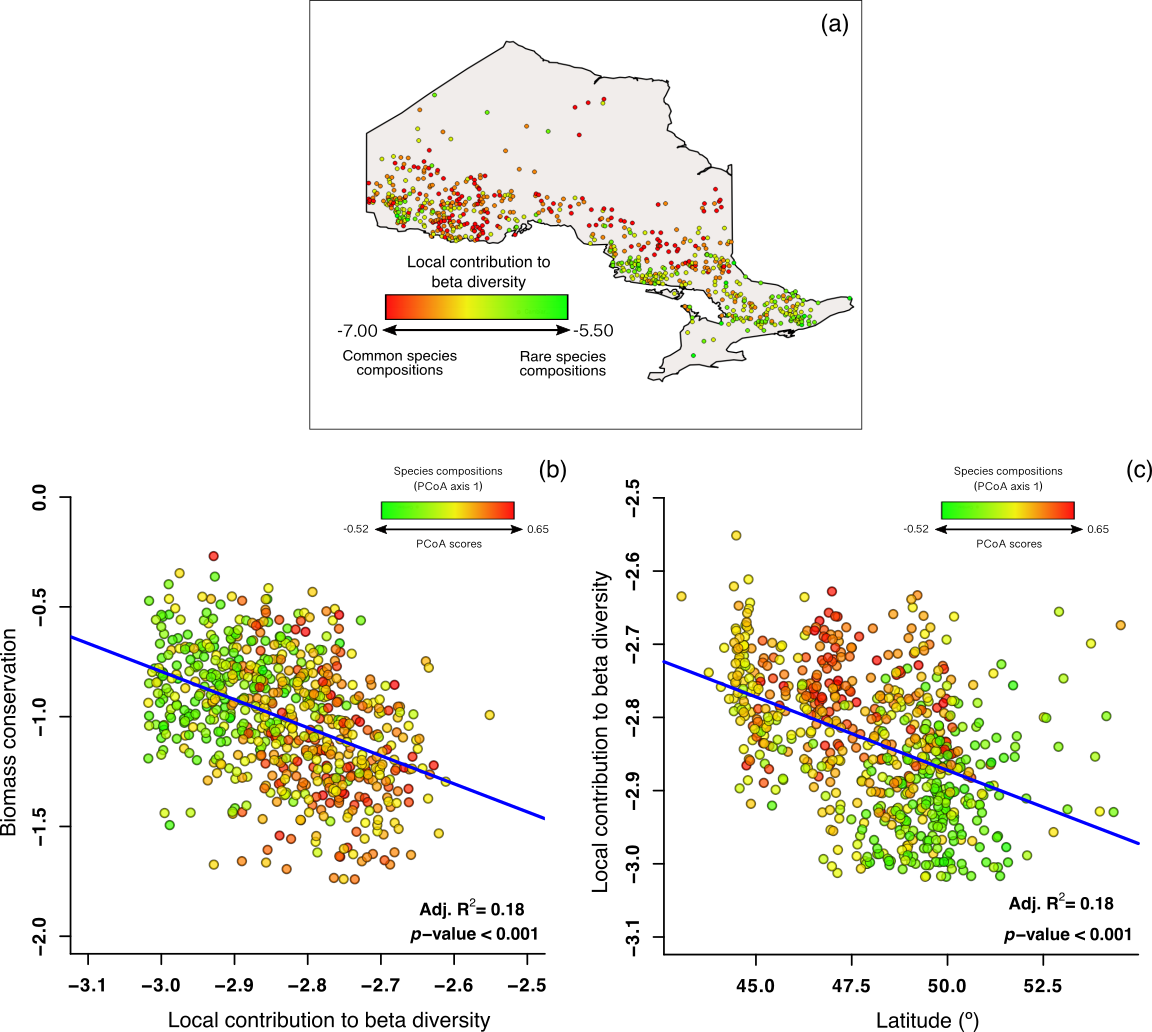 (a)
Local contribution to
beta diversity
-7.00 -5.50
Common species
compositions
Rare species
compositions
(b)
Species compositions
(PCoA axis 1)
-0.52 0.65
PCoA scores
0.0
−0.5
−1.0
−1.5
−2.0
Biomass conservation
Adj. R2= 0.18
p−value < 0.001
−3.1 −3.0 −2.9 −2.8 −2.7 −2.6 −2.5
Local contribution to beta diversity
(c)
Species compositions
(PCoA axis 1)
-0.52 0.65
PCoA scores
−2.5
−2.6
−2.7
−2.8
−2.9
−3.0
−3.1
Local contribution to beta diversity
Adj. R2= 0.18
p−value < 0.001
45.0 47.5 50.0 52.5
Latitude (º)